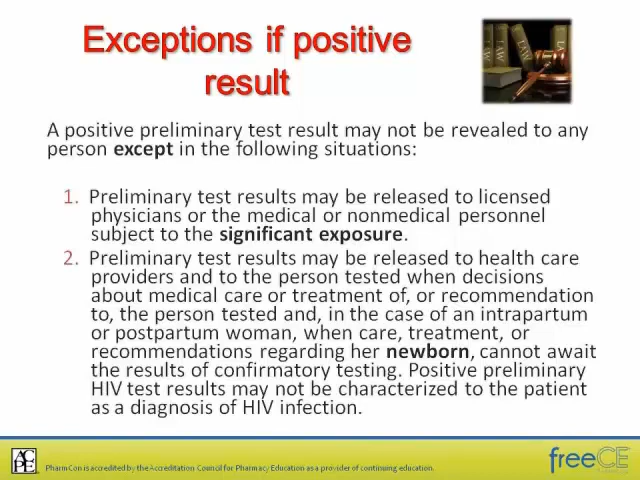 Exceptions if positive
result
LAW
LAW
A positive preliminary test result may not be revealed to any
person except in the following situations:
1. Preliminary test results may be released to licensed
physicians or the medical or nonmedical personnel
subject to the significant exposure.
2. Preliminary test results may be released to health care
providers and to the person tested when decisions
about medical care or treatment of, or recommendation
to, the person tested and, in the case of an intrapartum
or postpartum woman, when care, treatment, or
recommendations regarding her newborn, cannot await
the results of confirmatory testing. Positive preliminary
HIV test results may not be characterized to the patient
as a diagnosis of HIV infection.
ACPE
PharmCon is accredited by the Accreditation Council for Pharmacy Education as a provider of continuing education.
freeCE